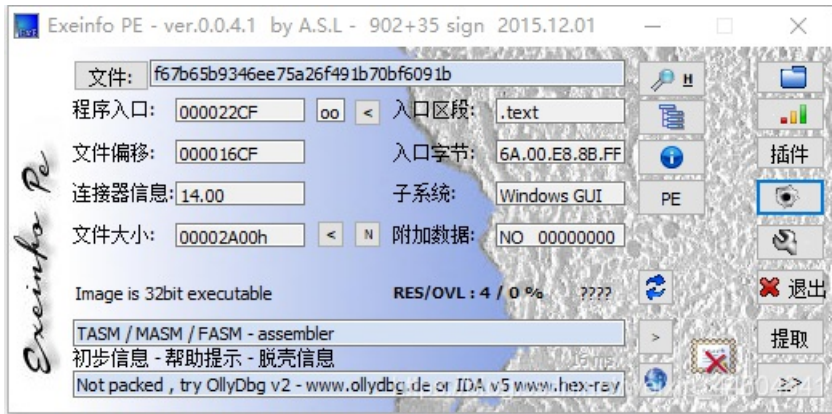 Exeinfo PE - ver.0.0.4.1 by A.S.L - 902+35 sign 2015.12.01
文件: f67b65b9346ee75a26f491b70bf6091b H
程序入口: 000022CF oo < 入口区段: .text
文件偏移: 000016CF 入口字节: 6A.00.E8.8B.FF 插件
连接器信息: 14.00 子系统: Windows GUI PE
文件大小: 00002A00h < N 附加数据: NO 00000000
Image is 32bit executable RES/OVL : 4 / 0 % ???? 退出
TASM / MASM / FASM - assembler > 提取
初步信息 - 帮助提示 - 脱壳信息
Not packed , try OllyDbg v2 - www.ollydbg.de or IDA v5 www.hex-ray >>
Exeinfo Pe